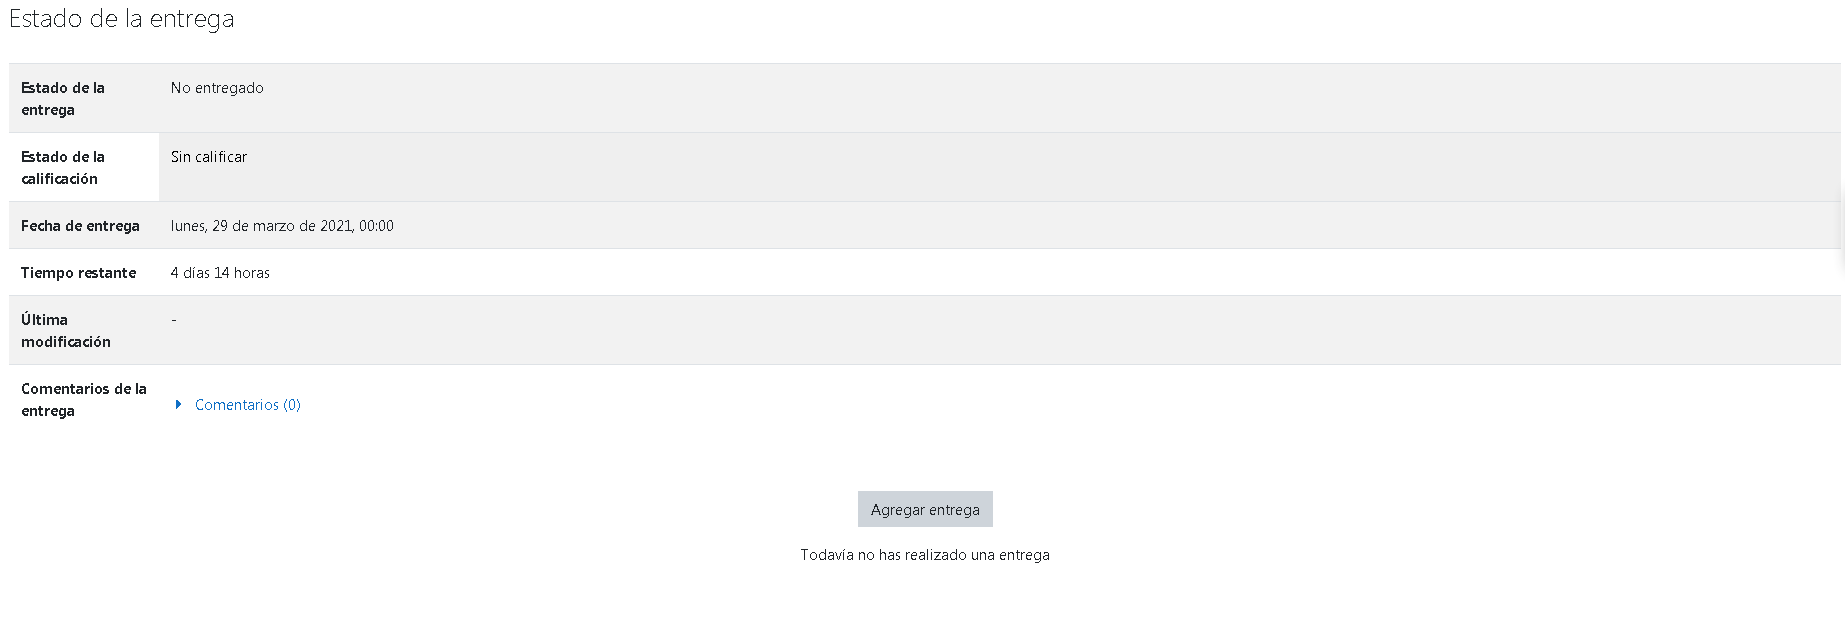 Estado de la entrega
Estado de la
entrega
No entregado
Estado de la
calificación
Sin calificar
Fecha de entrega
lunes, 29 de marzo de 2021, 00:00
Tiempo restante
4 días 14 horas
Última
modificación
-
Comentarios de la
entrega
Comentarios (0)
Agregar entrega
Todavía no has realizado una entrega